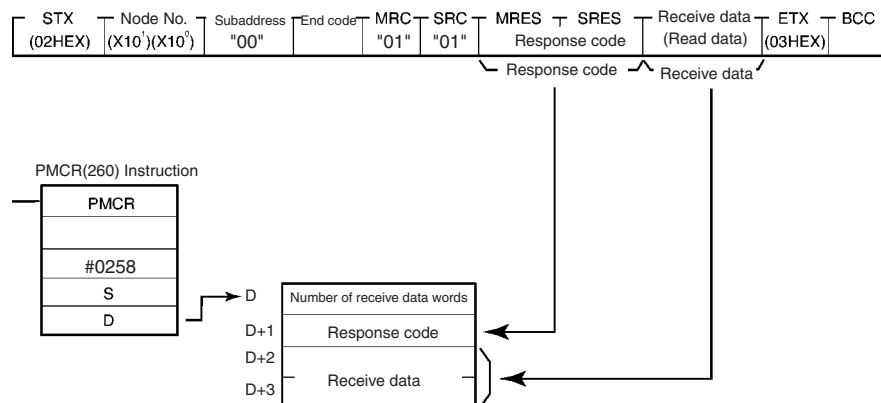 STX Node No. Subaddress End code MRC SRC MRES SRES Receive data ETX BCC
(02HEX) (X10¹)(X10⁰) "00" "01" "01" Response code (Read data) (03HEX)
Response code Receive data
PMCR(260) Instruction
PMCR
#0258
S
D D Number of receive data words
D+1 Response code
D+2
Receive data
D+3